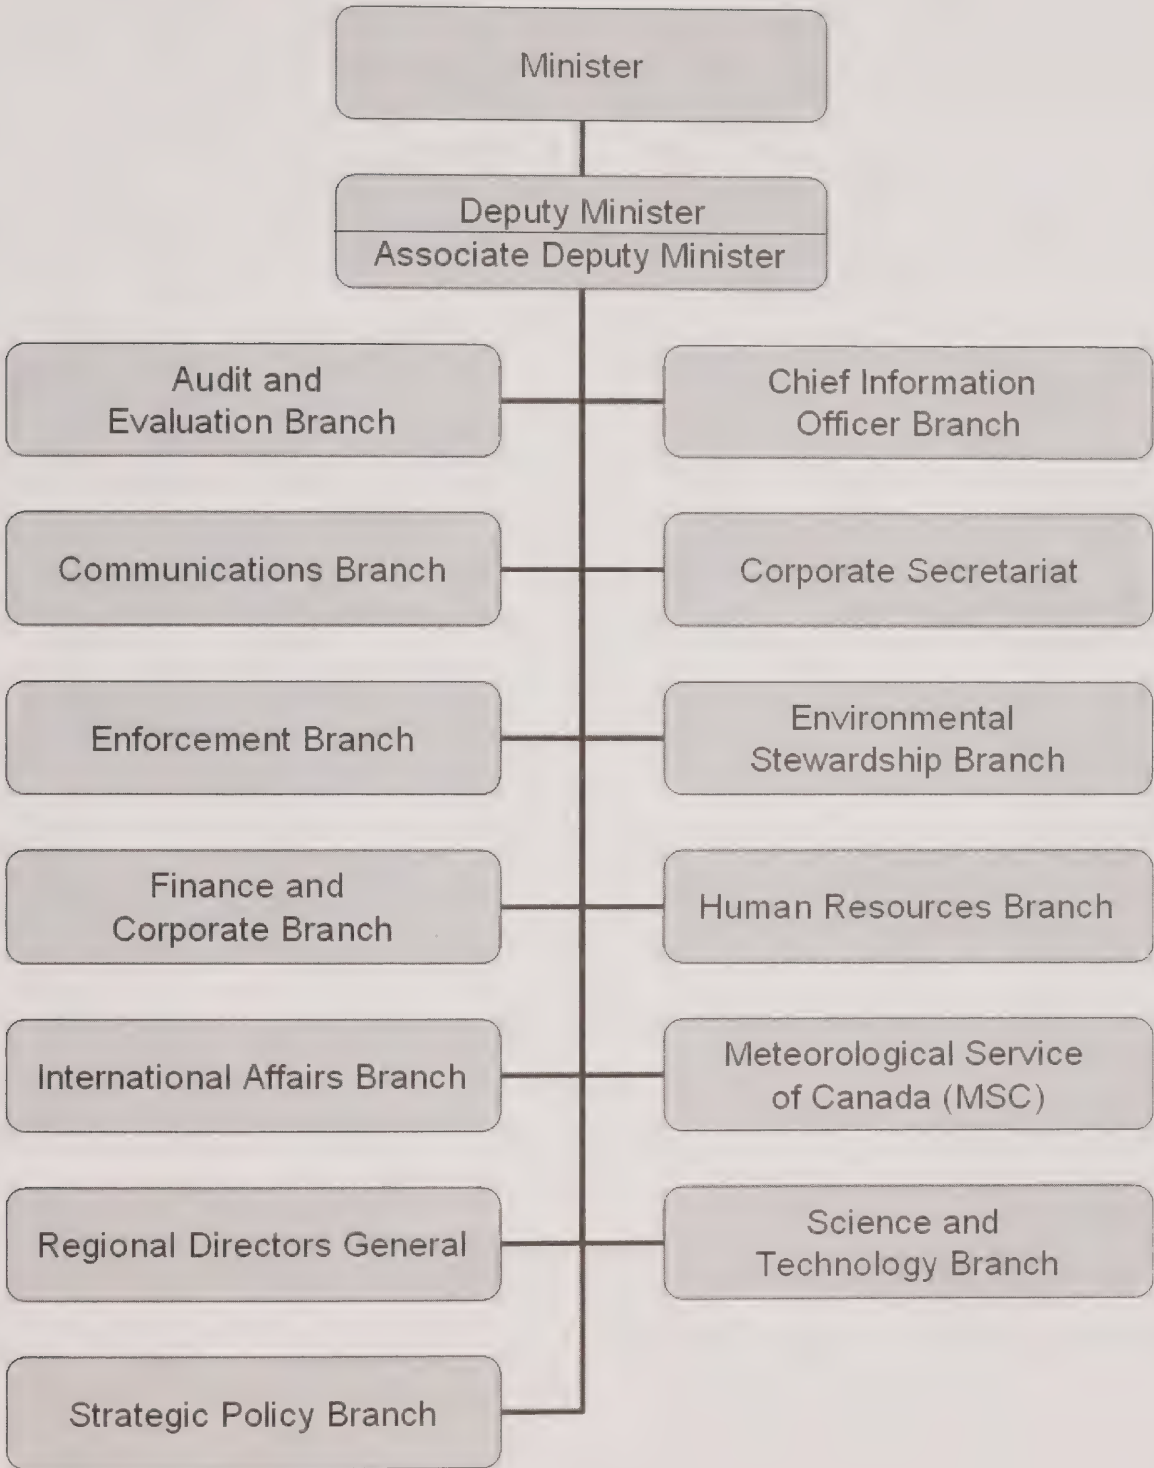 Minister
Deputy Minister
Associate Deputy Minister
Audit and
Evaluation Branch
Chief Information
Officer Branch
Communications Branch
Corporate Secretariat
Enforcement Branch
Environmental
Stewardship Branch
Finance and
Corporate Branch
Human Resources Branch
International Affairs Branch
Meteorological Service
of Canada (MSC)
Regional Directors General
Science and
Technology Branch
Strategic Policy Branch